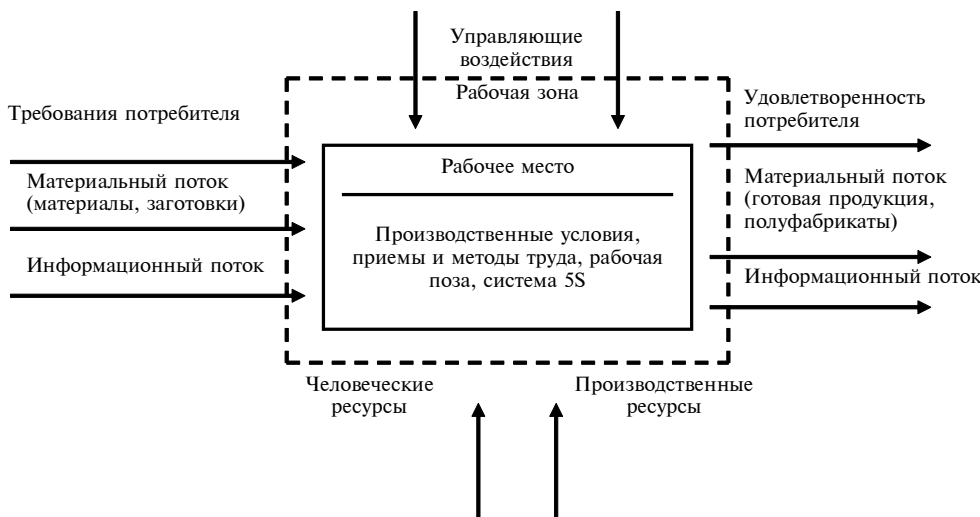 Управляющие
воздействия
Рабочая зона
Требования потребителя
Материальный поток
(материалы, заготовки)
Информационный поток
Рабочее место
Производственные условия,
приемы и методы труда, рабочая
поза, система 5S
Удовлетворенность
потребителя
Материальный поток
(готовая продукция,
полуфабрикаты)
Информационный поток
Человеческие
ресурсы
Производственные
ресурсы